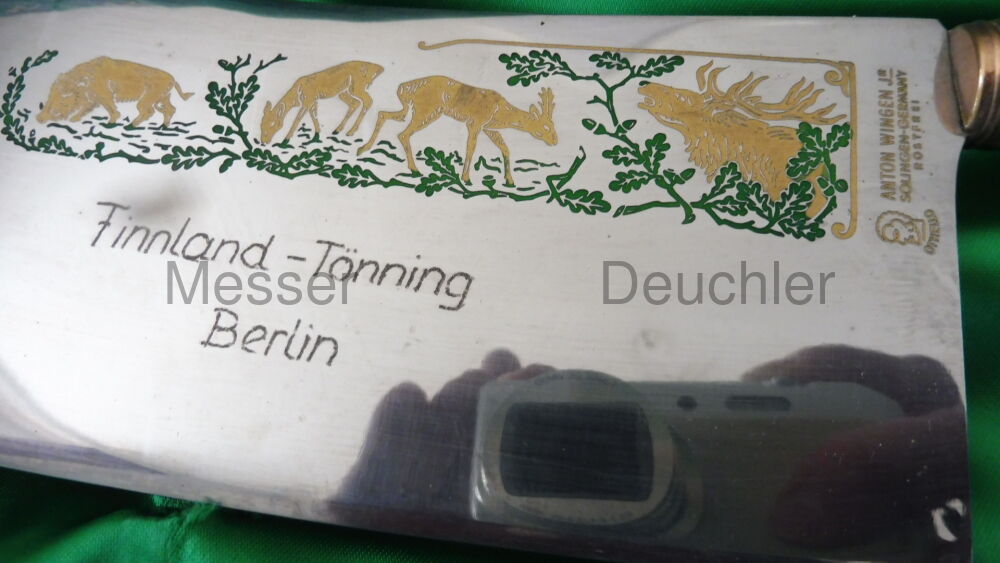 ANTON WINGEN JR
SOLINGEN-GERMANY
ROSTFREI
OTHELLO
Finnland - Tönning
Berlin
Messer Deuchler